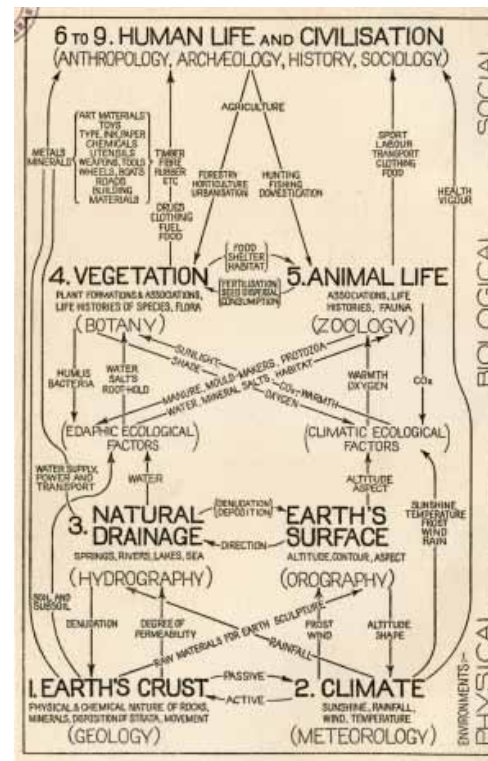 6 TO 9. HUMAN LIFE AND CIVILISATION
(ANTHROPOLOGY, ARCHÆOLOGY, HISTORY, SOCIOLOGY)
SOCIAL
AGRICULTURE
METALS
MINERALS
ART MATERIALS
TOYS
TYPE, INK, PAPER
CHEMICALS
UTENSILS
WEAPONS, TOOLS
WHEELS, BOATS
ROADS
BUILDING
MATERIALS
TIMBER
FIBRE
RUBBER
ETC
DRUGS
CLOTHING
FUEL
FOOD
FORESTRY
HORTICULTURE
URBANISATION
HUNTING
FISHING
DOMESTICATION
SPORT
LABOUR
TRANSPORT
CLOTHING
FOOD
HEALTH
VIGOUR
FOOD
SHELTER
(HABITAT)
FERTILISATION
SEED DISPERSAL
CONSUMPTION
4. VEGETATION
PLANT FORMATIONS & ASSOCIATIONS,
LIFE HISTORIES OF SPECIES, FLORA
(BOTANY)
5. ANIMAL LIFE
ASSOCIATIONS, LIFE
HISTORIES, FAUNA
(ZOOLOGY)
BIOLOGICAL
HUMUS
BACTERIA
WATER
SALTS
ROOT-HOLD
SUNLIGHT
SHADE
MANURE, MOULD-MAKERS, PROTOZOA
WATER, MINERAL SALTS, HABITAT
CO₂, WARMTH
OXYGEN
WARMTH
OXYGEN
CO₂
(EDAPHIC ECOLOGICAL
FACTORS)
(CLIMATIC ECOLOGICAL
FACTORS)
WATER SUPPLY,
POWER AND
TRANSPORT
WATER
ALTITUDE
ASPECT
SUNSHINE
TEMPERATURE
FROST
WIND
RAIN
3. NATURAL
DRAINAGE
SPRINGS, RIVERS, LAKES, SEA
(HYDROGRAPHY)
DENUDATION
DEPOSITION
DIRECTION
EARTH'S
SURFACE
ALTITUDE, CONTOUR, ASPECT
(OROGRAPHY)
SOIL AND
SUBSOIL
DENUDATION
DEGREE OF
PERMEABILITY
RAW MATERIALS FOR EARTH SCULPTURE
RAINFALL
FROST
WIND
ALTITUDE
SHAPE
1. EARTH'S CRUST
PHYSICAL & CHEMICAL NATURE OF ROCKS,
MINERALS, DISPOSITION OF STRATA, MOVEMENT
(GEOLOGY)
PASSIVE
ACTIVE
2. CLIMATE
SUNSHINE, RAINFALL,
WIND, TEMPERATURE
(METEOROLOGY)
ENVIRONMENTS:-
PHYSICAL